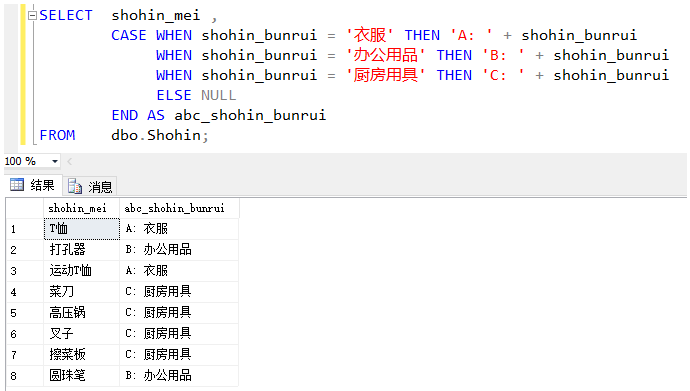 SELECT  shohin_mei ,
        CASE WHEN shohin_bunrui = '衣服' THEN 'A: ' + shohin_bunrui
             WHEN shohin_bunrui = '办公用品' THEN 'B: ' + shohin_bunrui
             WHEN shohin_bunrui = '厨房用具' THEN 'C: ' + shohin_bunrui
             ELSE NULL
        END AS abc_shohin_bunrui
FROM    dbo.Shohin;
100 %
结果 消息
shohin_mei abc_shohin_bunrui
1 T恤 A: 衣服
2 打孔器 B: 办公用品
3 运动T恤 A: 衣服
4 菜刀 C: 厨房用具
5 高压锅 C: 厨房用具
6 叉子 C: 厨房用具
7 擦菜板 C: 厨房用具
8 圆珠笔 B: 办公用品